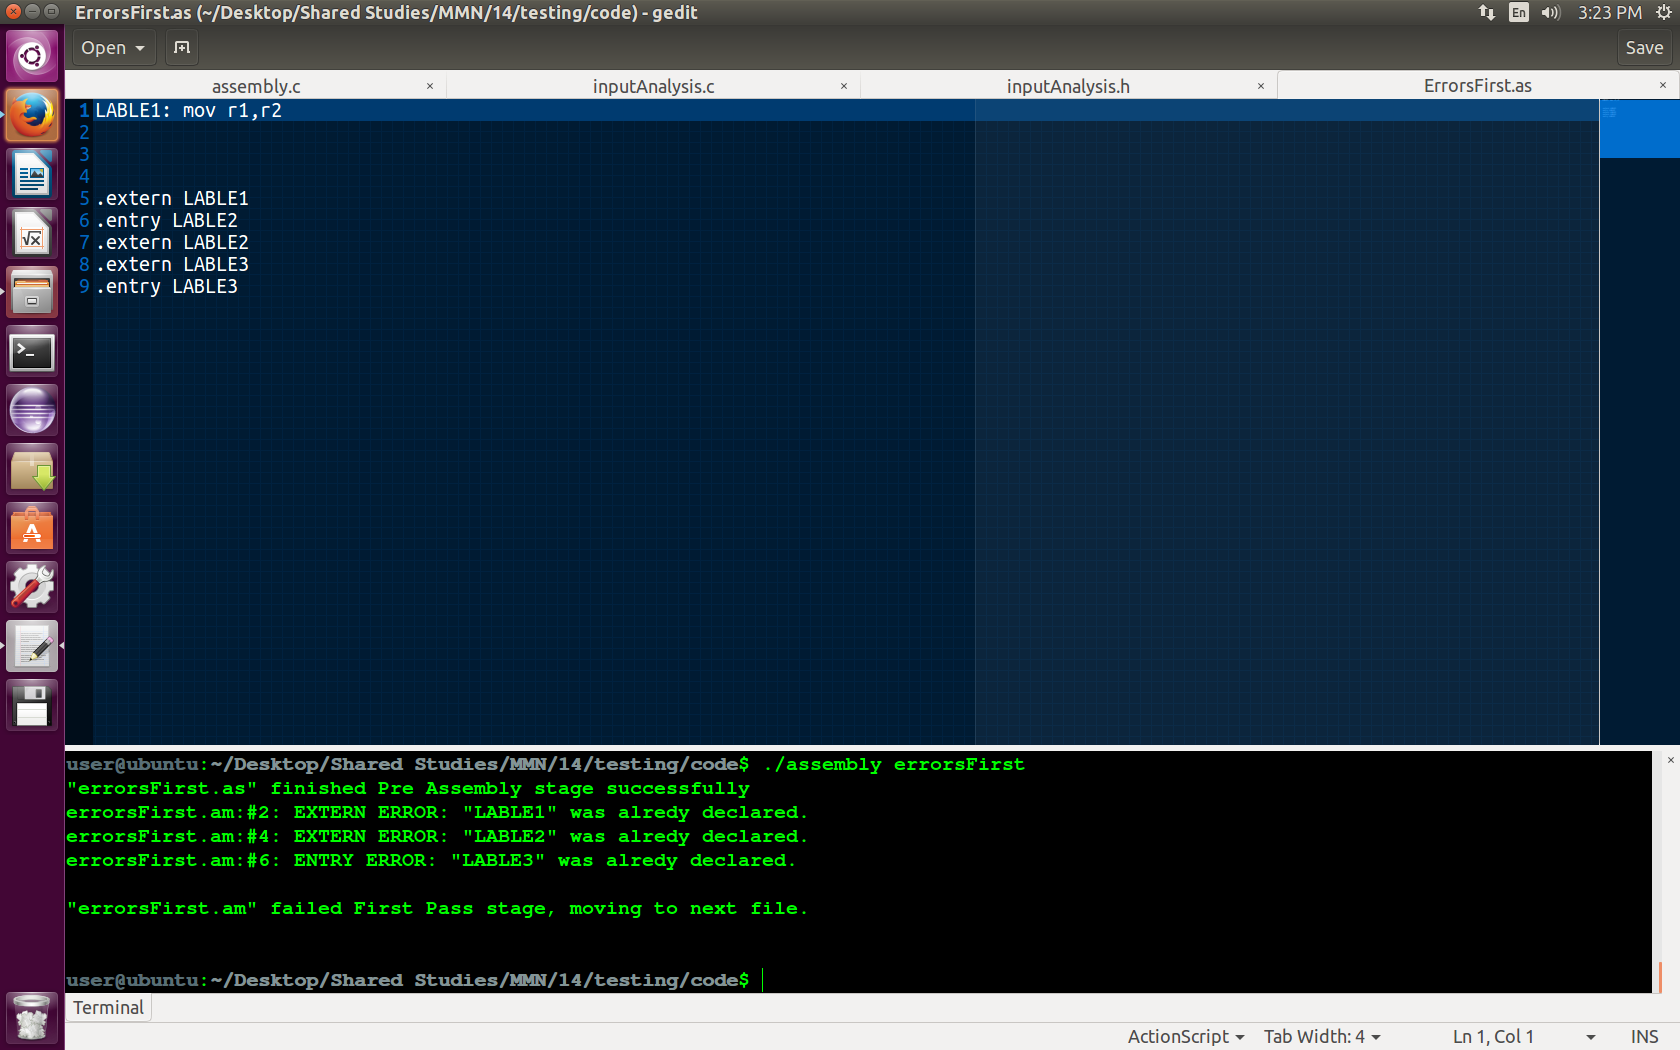 ErrorsFirst.as (~/Desktop/Shared Studies/MMN/14/testing/code) - gedit
En
3:23 PM
Open
Save
assembly.c ×
inputAnalysis.c ×
inputAnalysis.h ×
ErrorsFirst.as ×
1 LABLE1: mov r1,r2
2
3
4
5 .extern LABLE1
6 .entry LABLE2
7 .extern LABLE2
8 .extern LABLE3
9 .entry LABLE3
user@ubuntu:~/Desktop/Shared Studies/MMN/14/testing/code$ ./assembly errorsFirst
"errorsFirst.as" finished Pre Assembly stage successfully
errorsFirst.am:#2: EXTERN ERROR: "LABLE1" was alredy declared.
errorsFirst.am:#4: EXTERN ERROR: "LABLE2" was alredy declared.
errorsFirst.am:#6: ENTRY ERROR: "LABLE3" was alredy declared.
"errorsFirst.am" failed First Pass stage, moving to next file.
user@ubuntu:~/Desktop/Shared Studies/MMN/14/testing/code$
Terminal
ActionScript Tab Width: 4 Ln 1, Col 1 INS